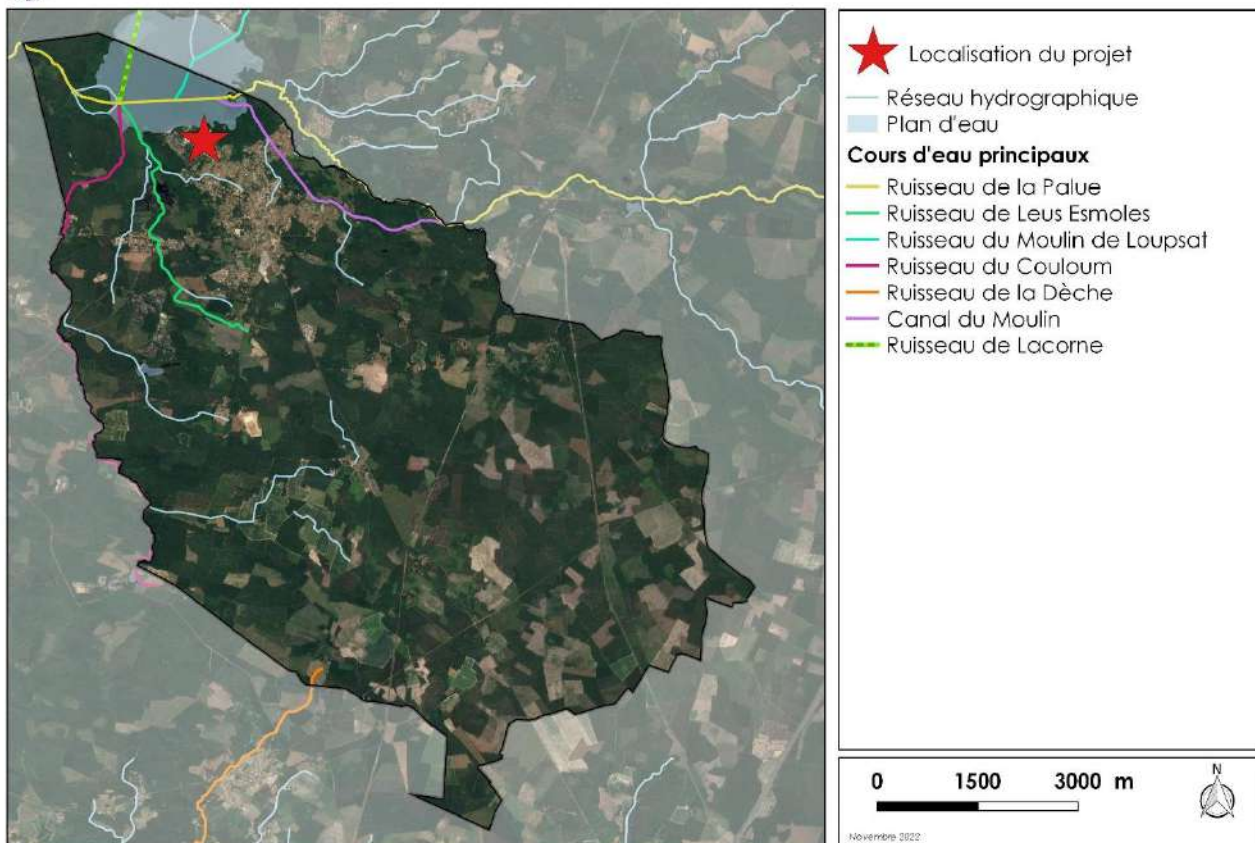 Localisation du projet
Réseau hydrographique
Plan d'eau
Cours d'eau principaux
Ruisseau de la Palue
Ruisseau de Leus Esmoles
Ruisseau du Moulin de Loupsat
Ruisseau du Couloum
Ruisseau de la Dèche
Canal du Moulin
Ruisseau de Lacorne
0 1500 3000 m
N
Novembre 2022